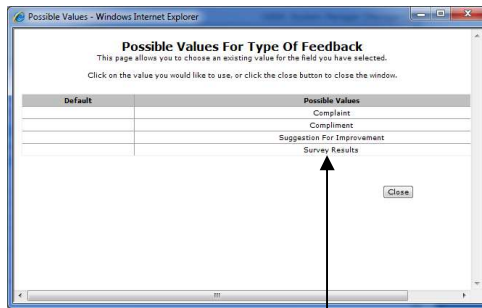 Possible Values - Windows Internet Explorer
Possible Values For Type Of Feedback
This page allows you to choose an existing value for the field you have selected.
Click on the value you would like to use, or click the close button to close the window.
Default Possible Values
Complaint
Compliment
Suggestion For Improvement
Survey Results
Close